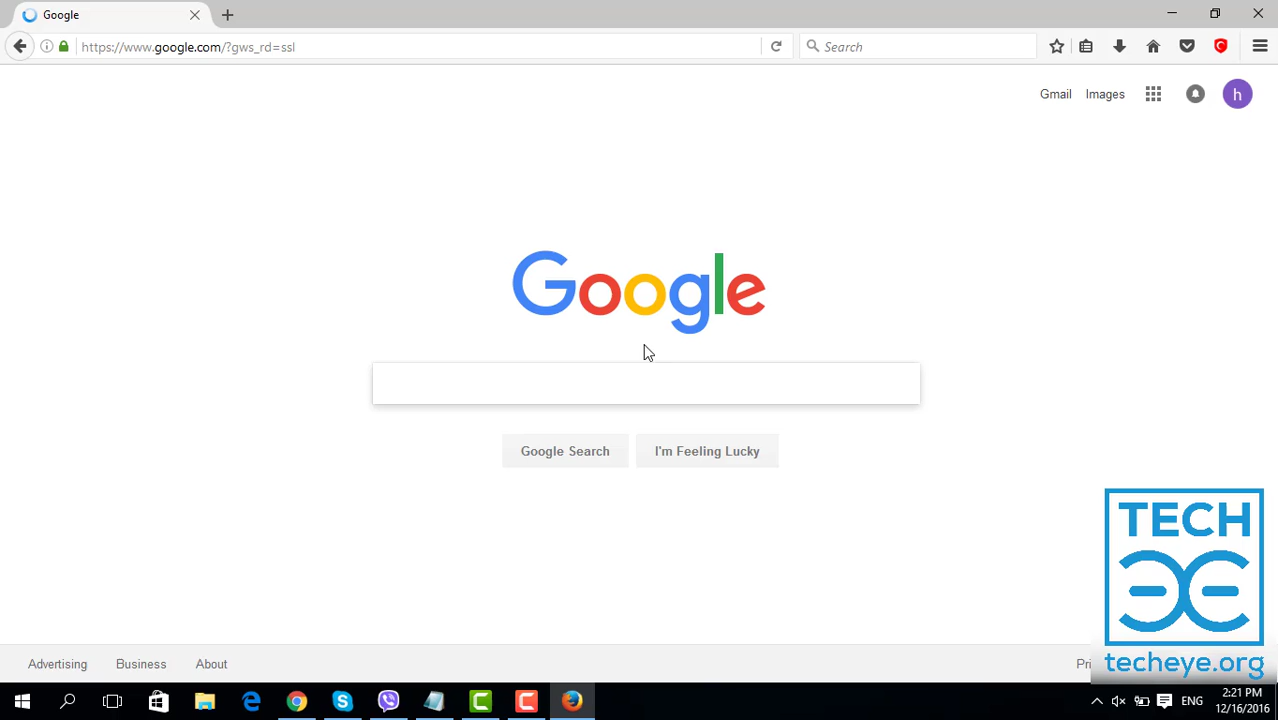 Google
https://www.google.com/?gws_rd=ssl
Search
Gmail
Images
h
Google
Google Search
I'm Feeling Lucky
TECH
techeye.org
Advertising
Business
About
ENG
2:21 PM
12/16/2016